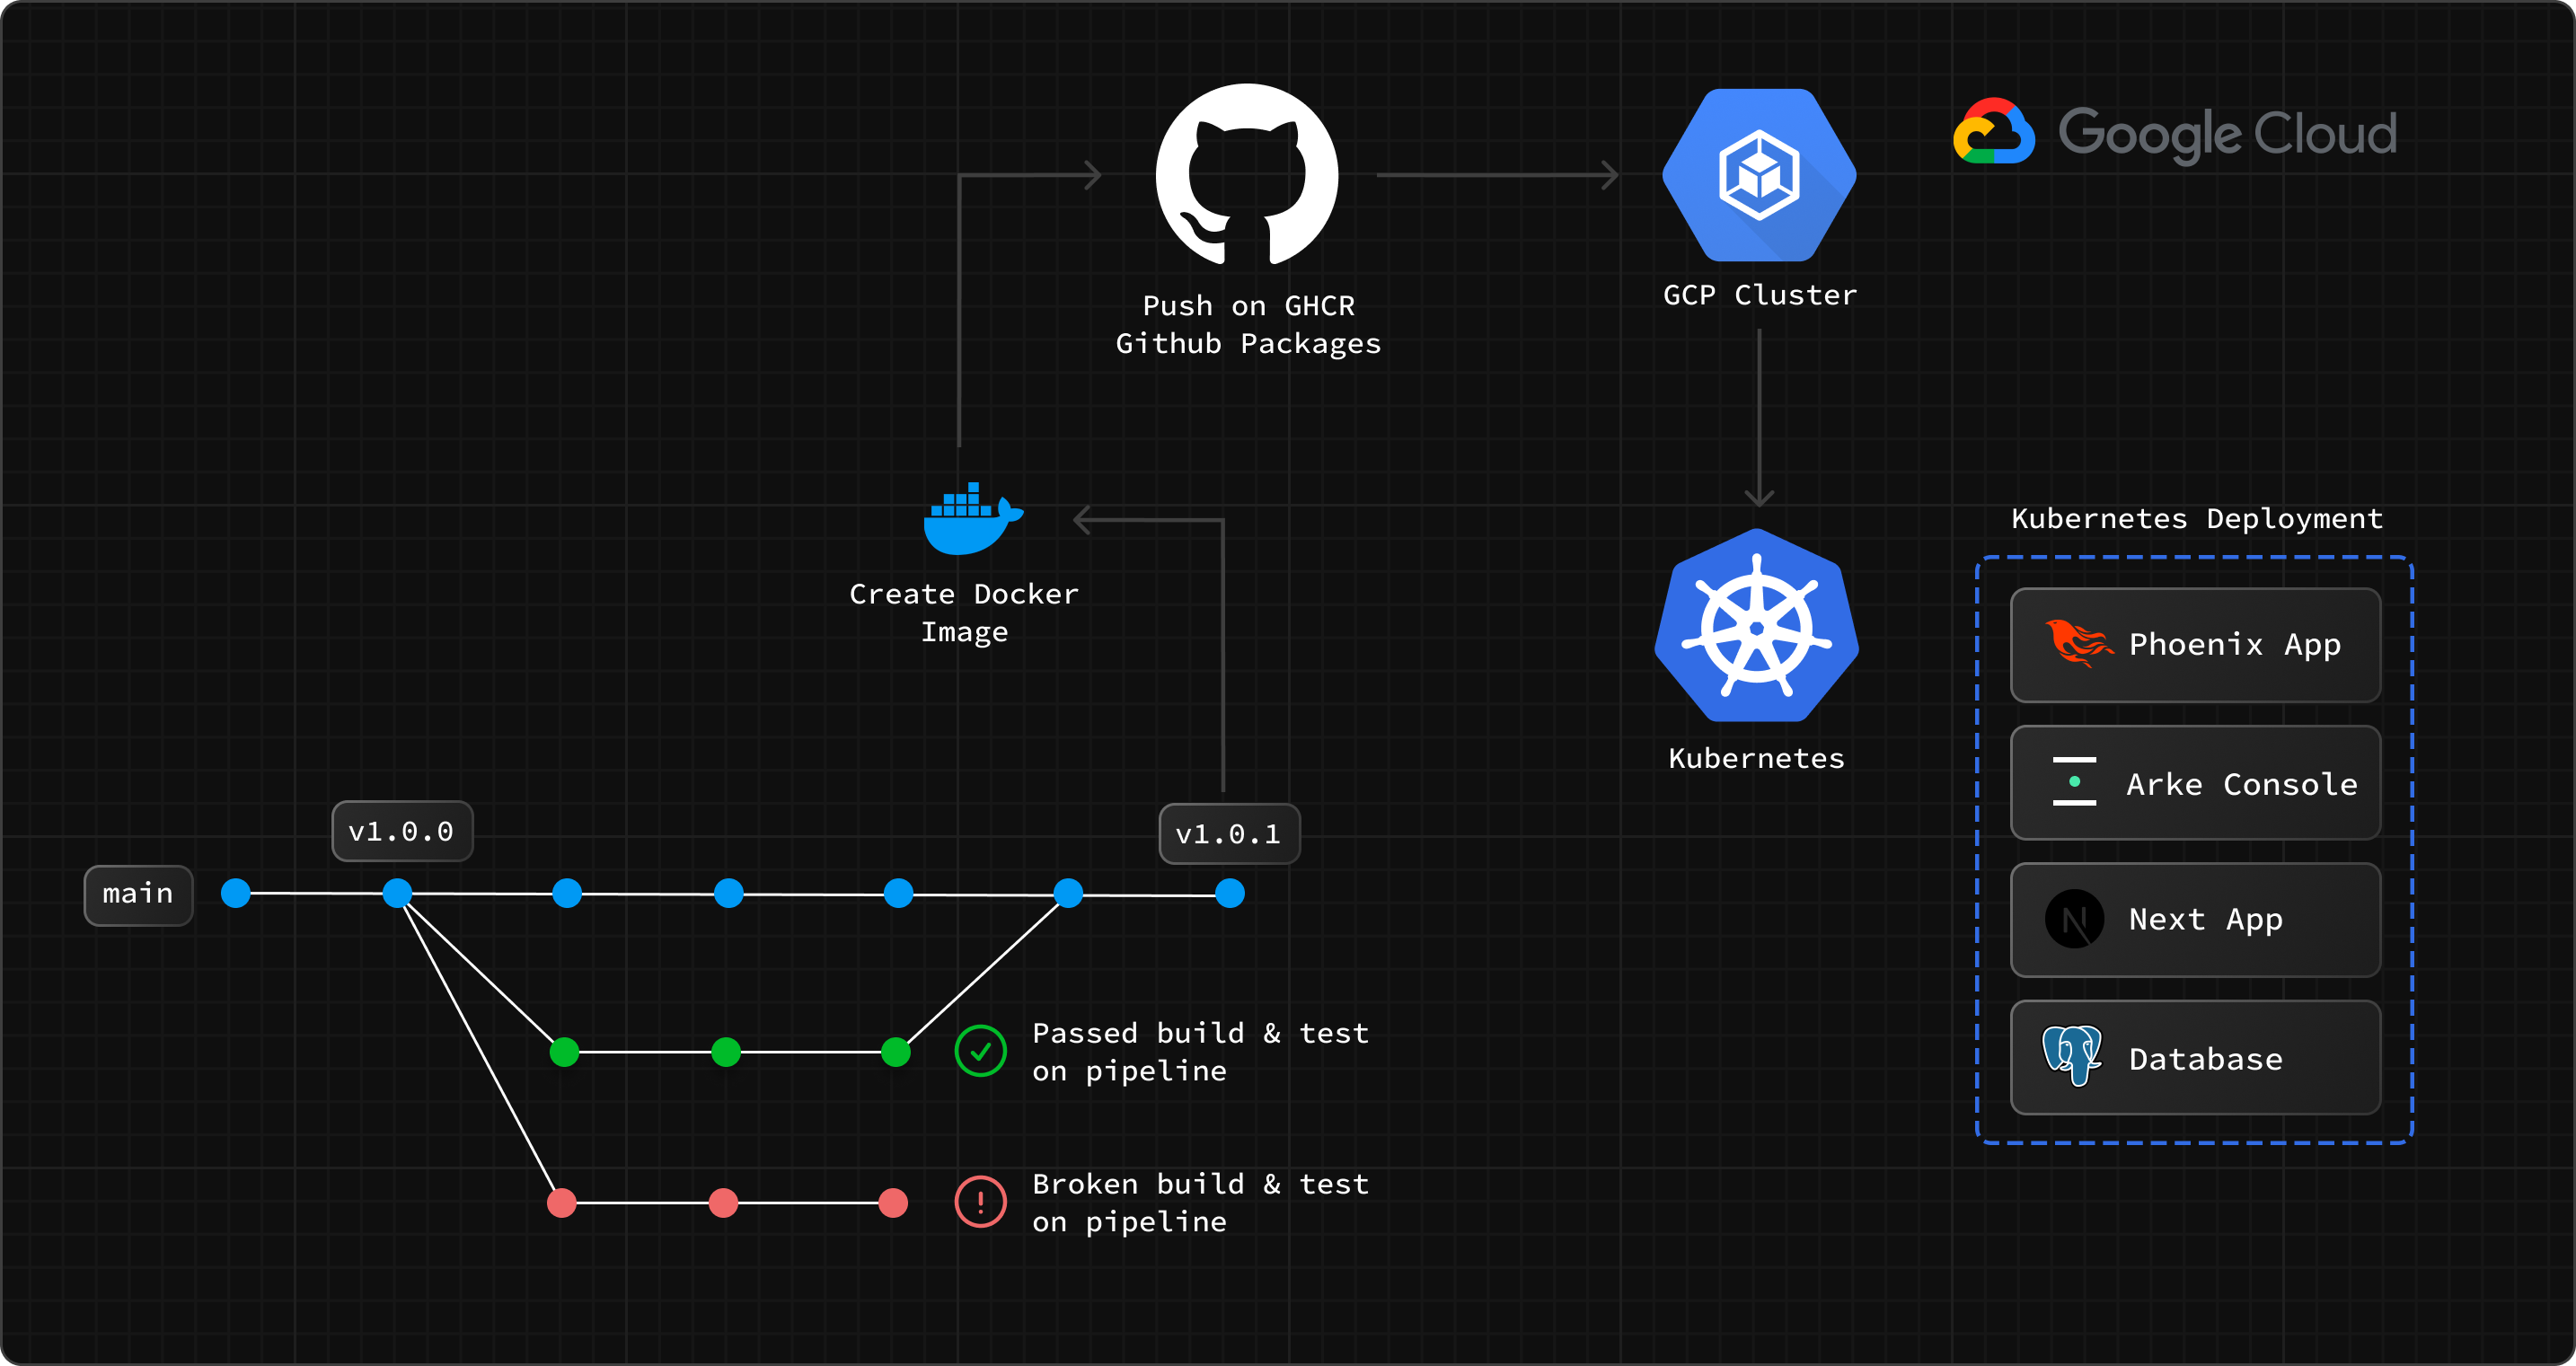 Google Cloud
Push on GHCR
Github Packages
GCP Cluster
Create Docker
Image
Kubernetes
Kubernetes Deployment
Phoenix App
Arke Console
Next App
Database
v1.0.0
v1.0.1
main
Passed build & test
on pipeline
Broken build & test
on pipeline